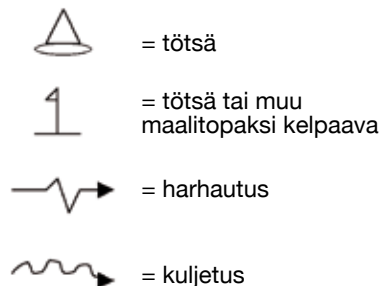 = tötsä
= tötsä tai muu
maalitopaksi kelpaava
= harhautus
= kuljetus